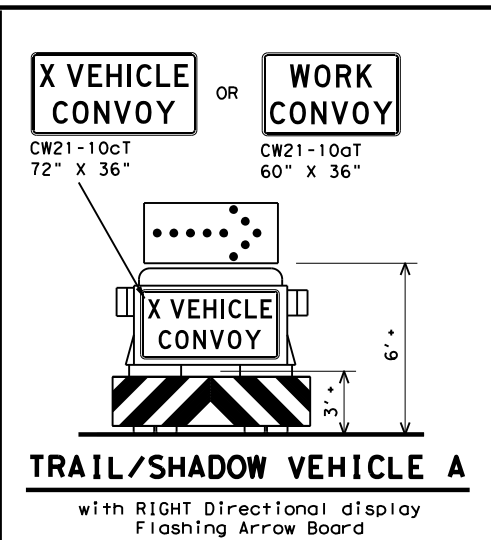 X VEHICLE
CONVOY
OR
WORK
CONVOY
CW21-10cT
72" X 36"
CW21-10aT
60" X 36"
X VEHICLE
CONVOY
6'+
3'+
TRAIL/SHADOW VEHICLE A
with RIGHT Directional display
Flashing Arrow Board